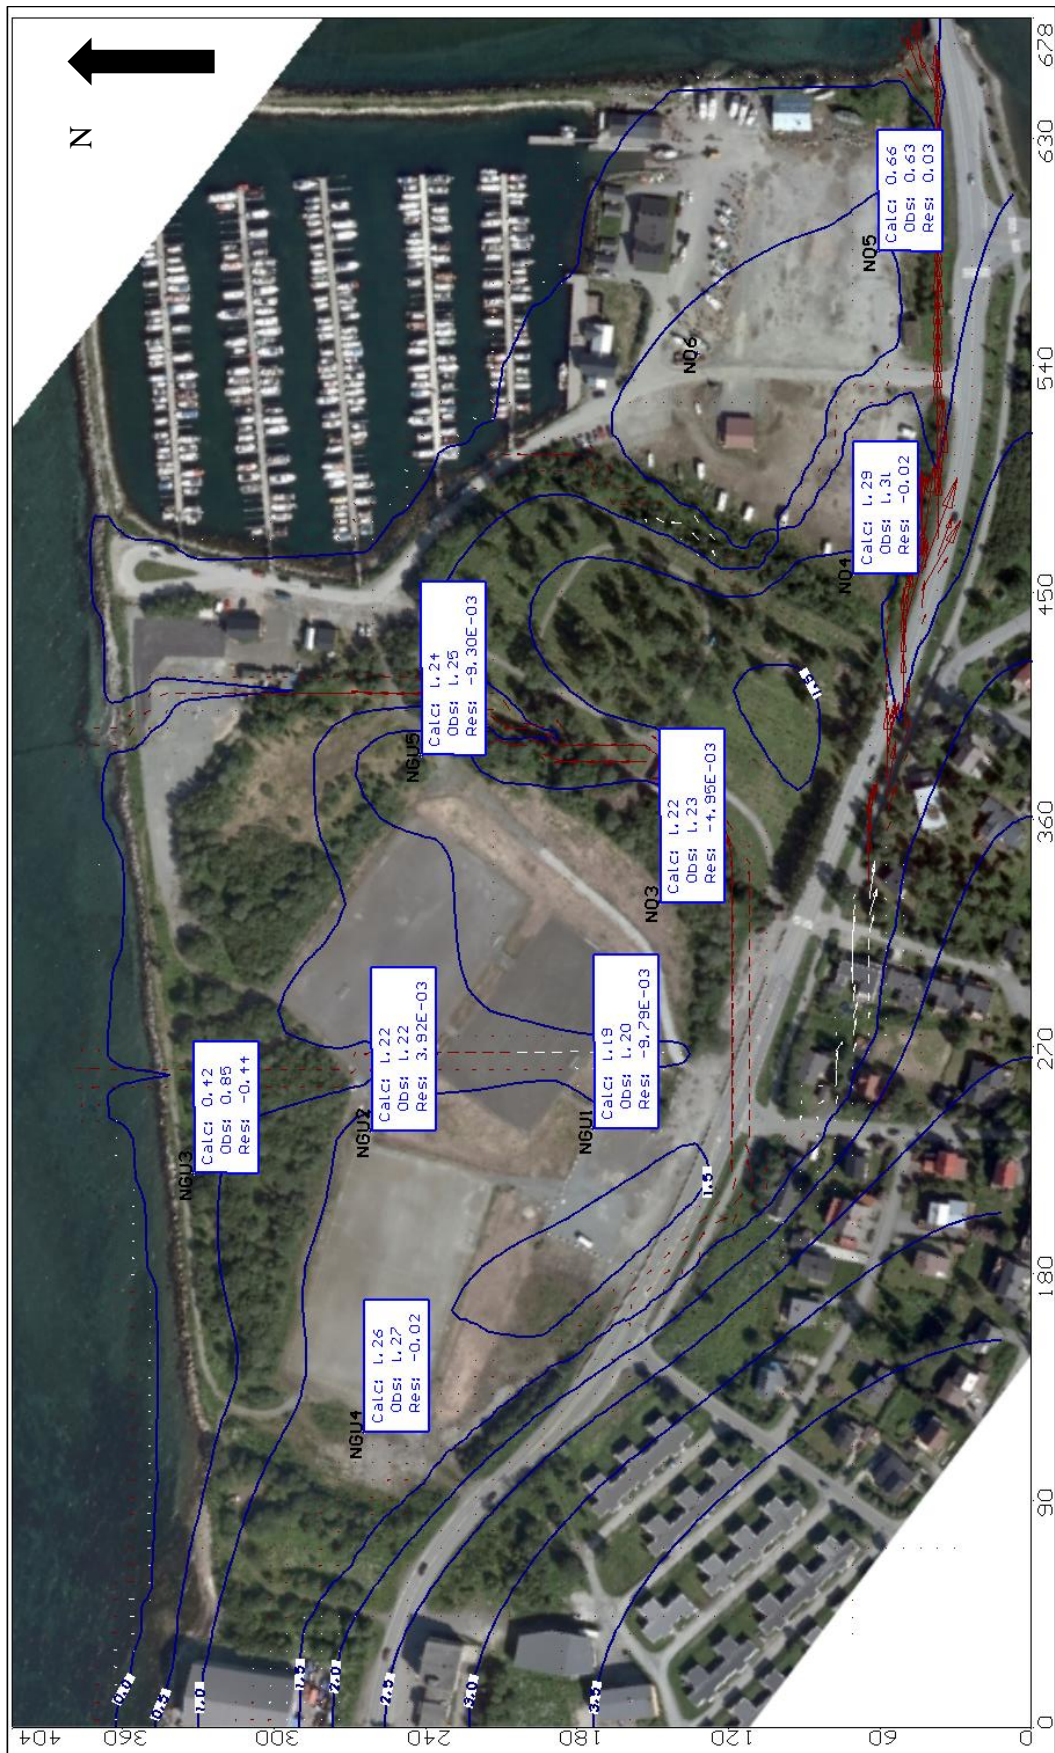 N
404
360
300
240
180
120
60
0
0
90
180
270
360
450
540
630
678
NGU3
Calc: 0.42
Obs: 0.85
Res: -0.44
NGU4
Calc: 1.26
Obs: 1.27
Res: -0.02
NGU2
Calc: 1.22
Obs: 1.22
Res: 3.92E-03
NGU5
Calc: 1.24
Obs: 1.25
Res: -9.30E-03
NGU1
Calc: 1.19
Obs: 1.20
Res: -9.79E-03
NO3
Calc: 1.22
Obs: 1.23
Res: -4.95E-03
NO6
NO4
Calc: 1.29
Obs: 1.31
Res: -0.02
NO5
Calc: 0.66
Obs: 0.63
Res: 0.03
0.0
0.5
1.0
1.5
2.0
2.5
3.0
3.5
1.5
1.5